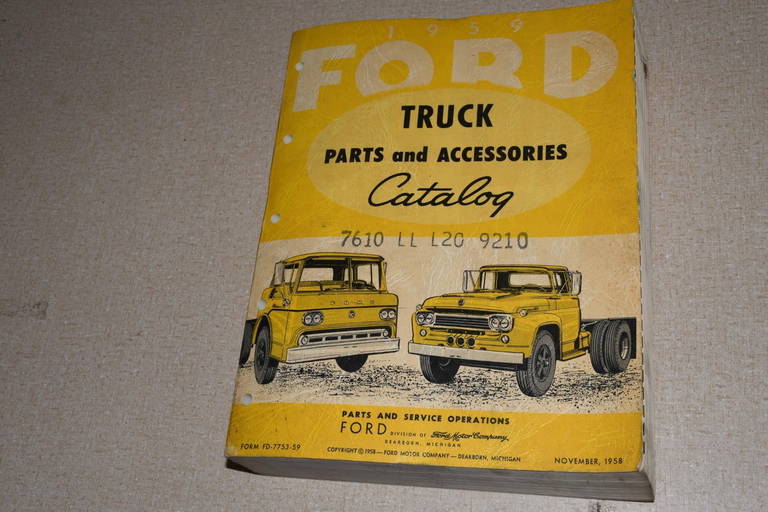 1959
FORD
TRUCK
PARTS and ACCESSORIES
Catalog
7610 LL L20 9210
FORD
PARTS AND SERVICE OPERATIONS
FORD DIVISION OF Ford Motor Company,
DEARBORN, MICHIGAN
FORM FD-7753-59
COPYRIGHT © 1958 — FORD MOTOR COMPANY — DEARBORN, MICHIGAN
NOVEMBER, 1958